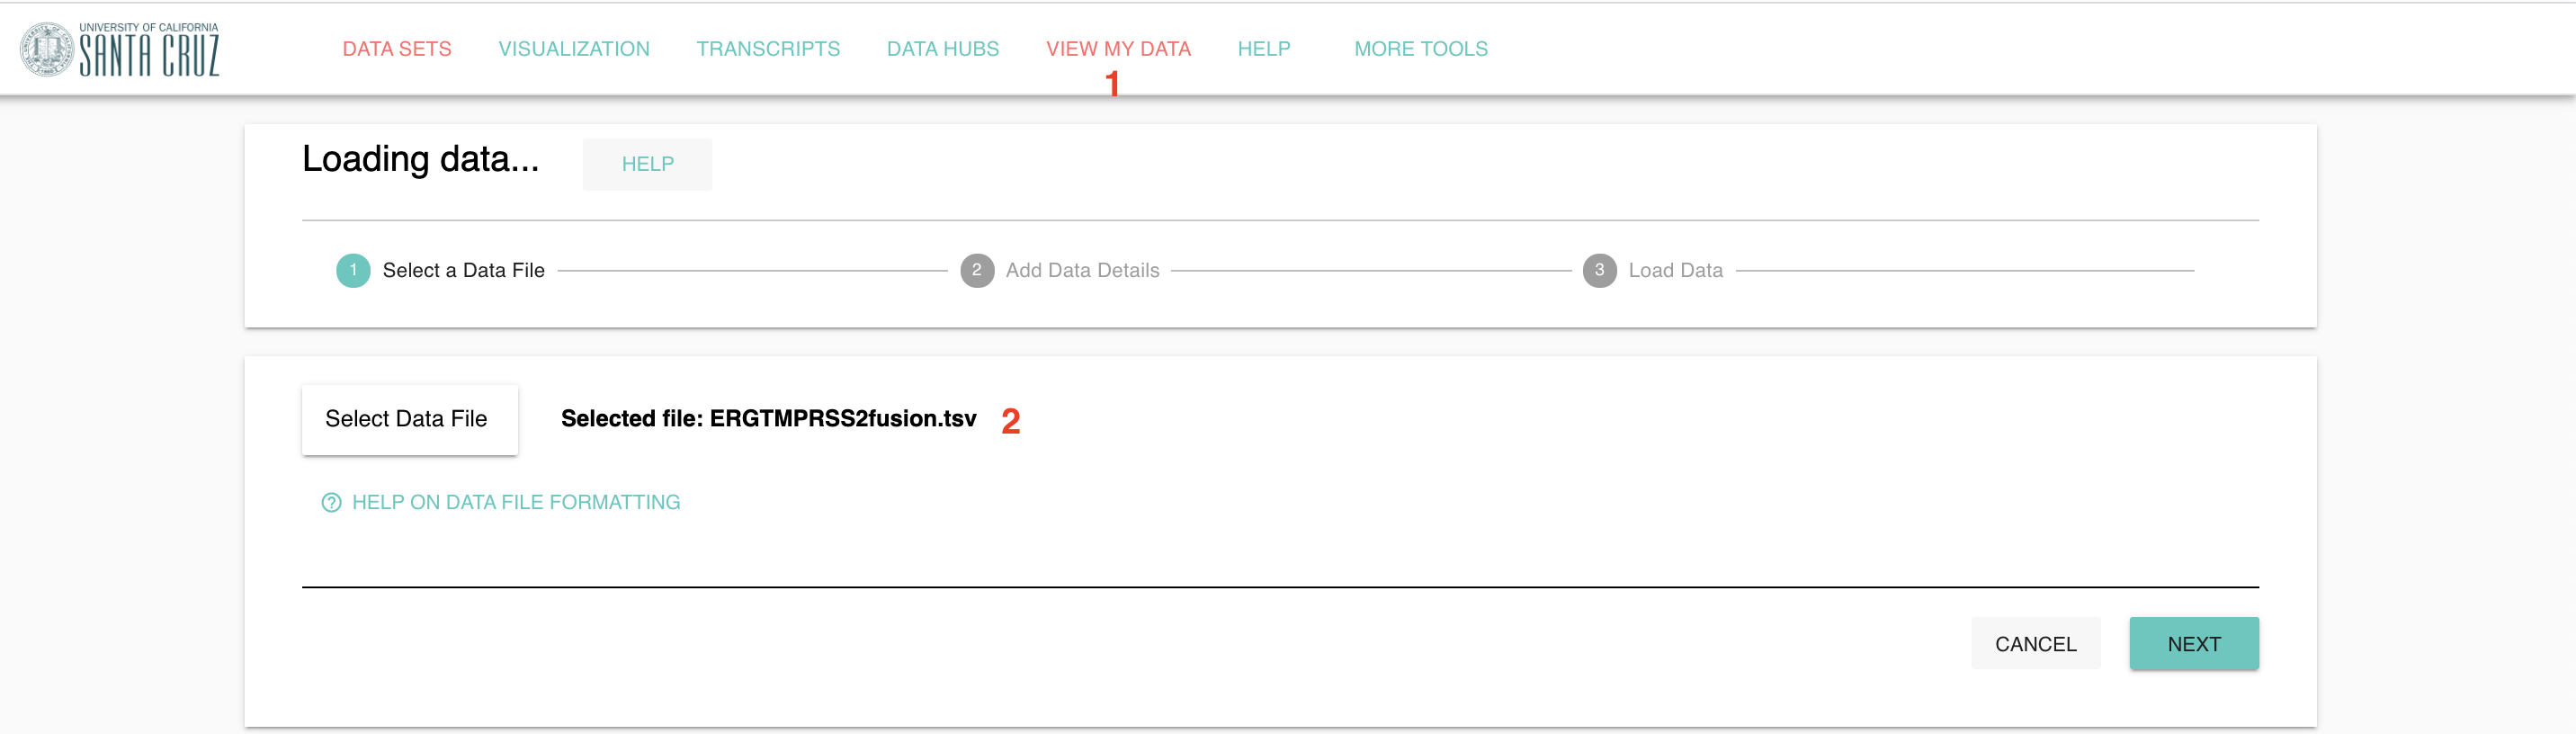 UNIVERSITY OF CALIFORNIA
SANTA CRUZ
DATA SETS VISUALIZATION TRANSCRIPTS DATA HUBS VIEW MY DATA HELP MORE TOOLS
1
Loading data... HELP
1 Select a Data File 2 Add Data Details 3 Load Data
Select Data File Selected file: ERGTMPRSS2fusion.tsv 2
? HELP ON DATA FILE FORMATTING
CANCEL NEXT